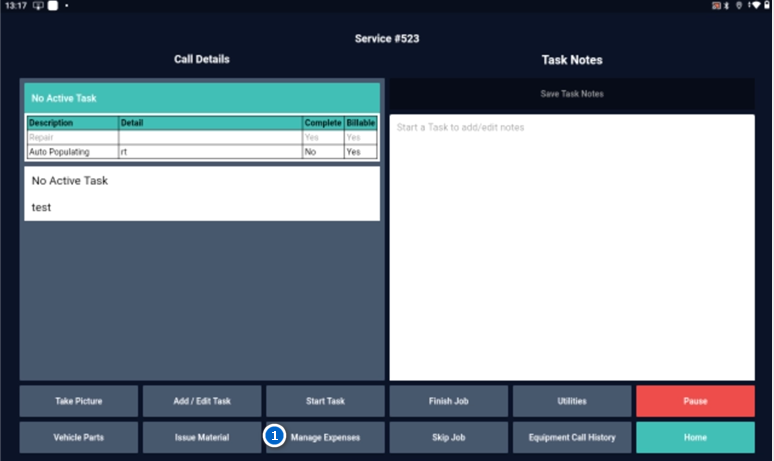 13:17
Service #523
Call Details
Task Notes
No Active Task
Save Task Notes
Description Detail Complete Billable
Repair Yes Yes
Auto Populating rt No Yes
Start a Task to add/edit notes
No Active Task
test
Take Picture Add / Edit Task Start Task Finish Job Utilities Pause
Vehicle Parts Issue Material 1 Manage Expenses Skip Job Equipment Call History Home